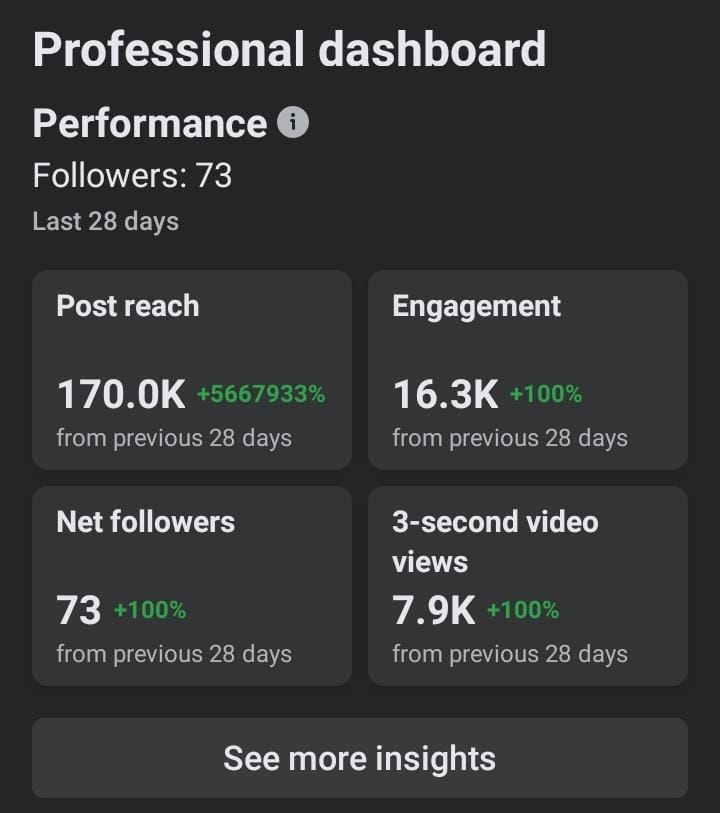 Professional dashboard
Performance
Followers: 73
Last 28 days
Post reach
170.0K +5667933%
from previous 28 days
Engagement
16.3K +100%
from previous 28 days
Net followers
73 +100%
from previous 28 days
3-second video
views
7.9K +100%
from previous 28 days
See more insights